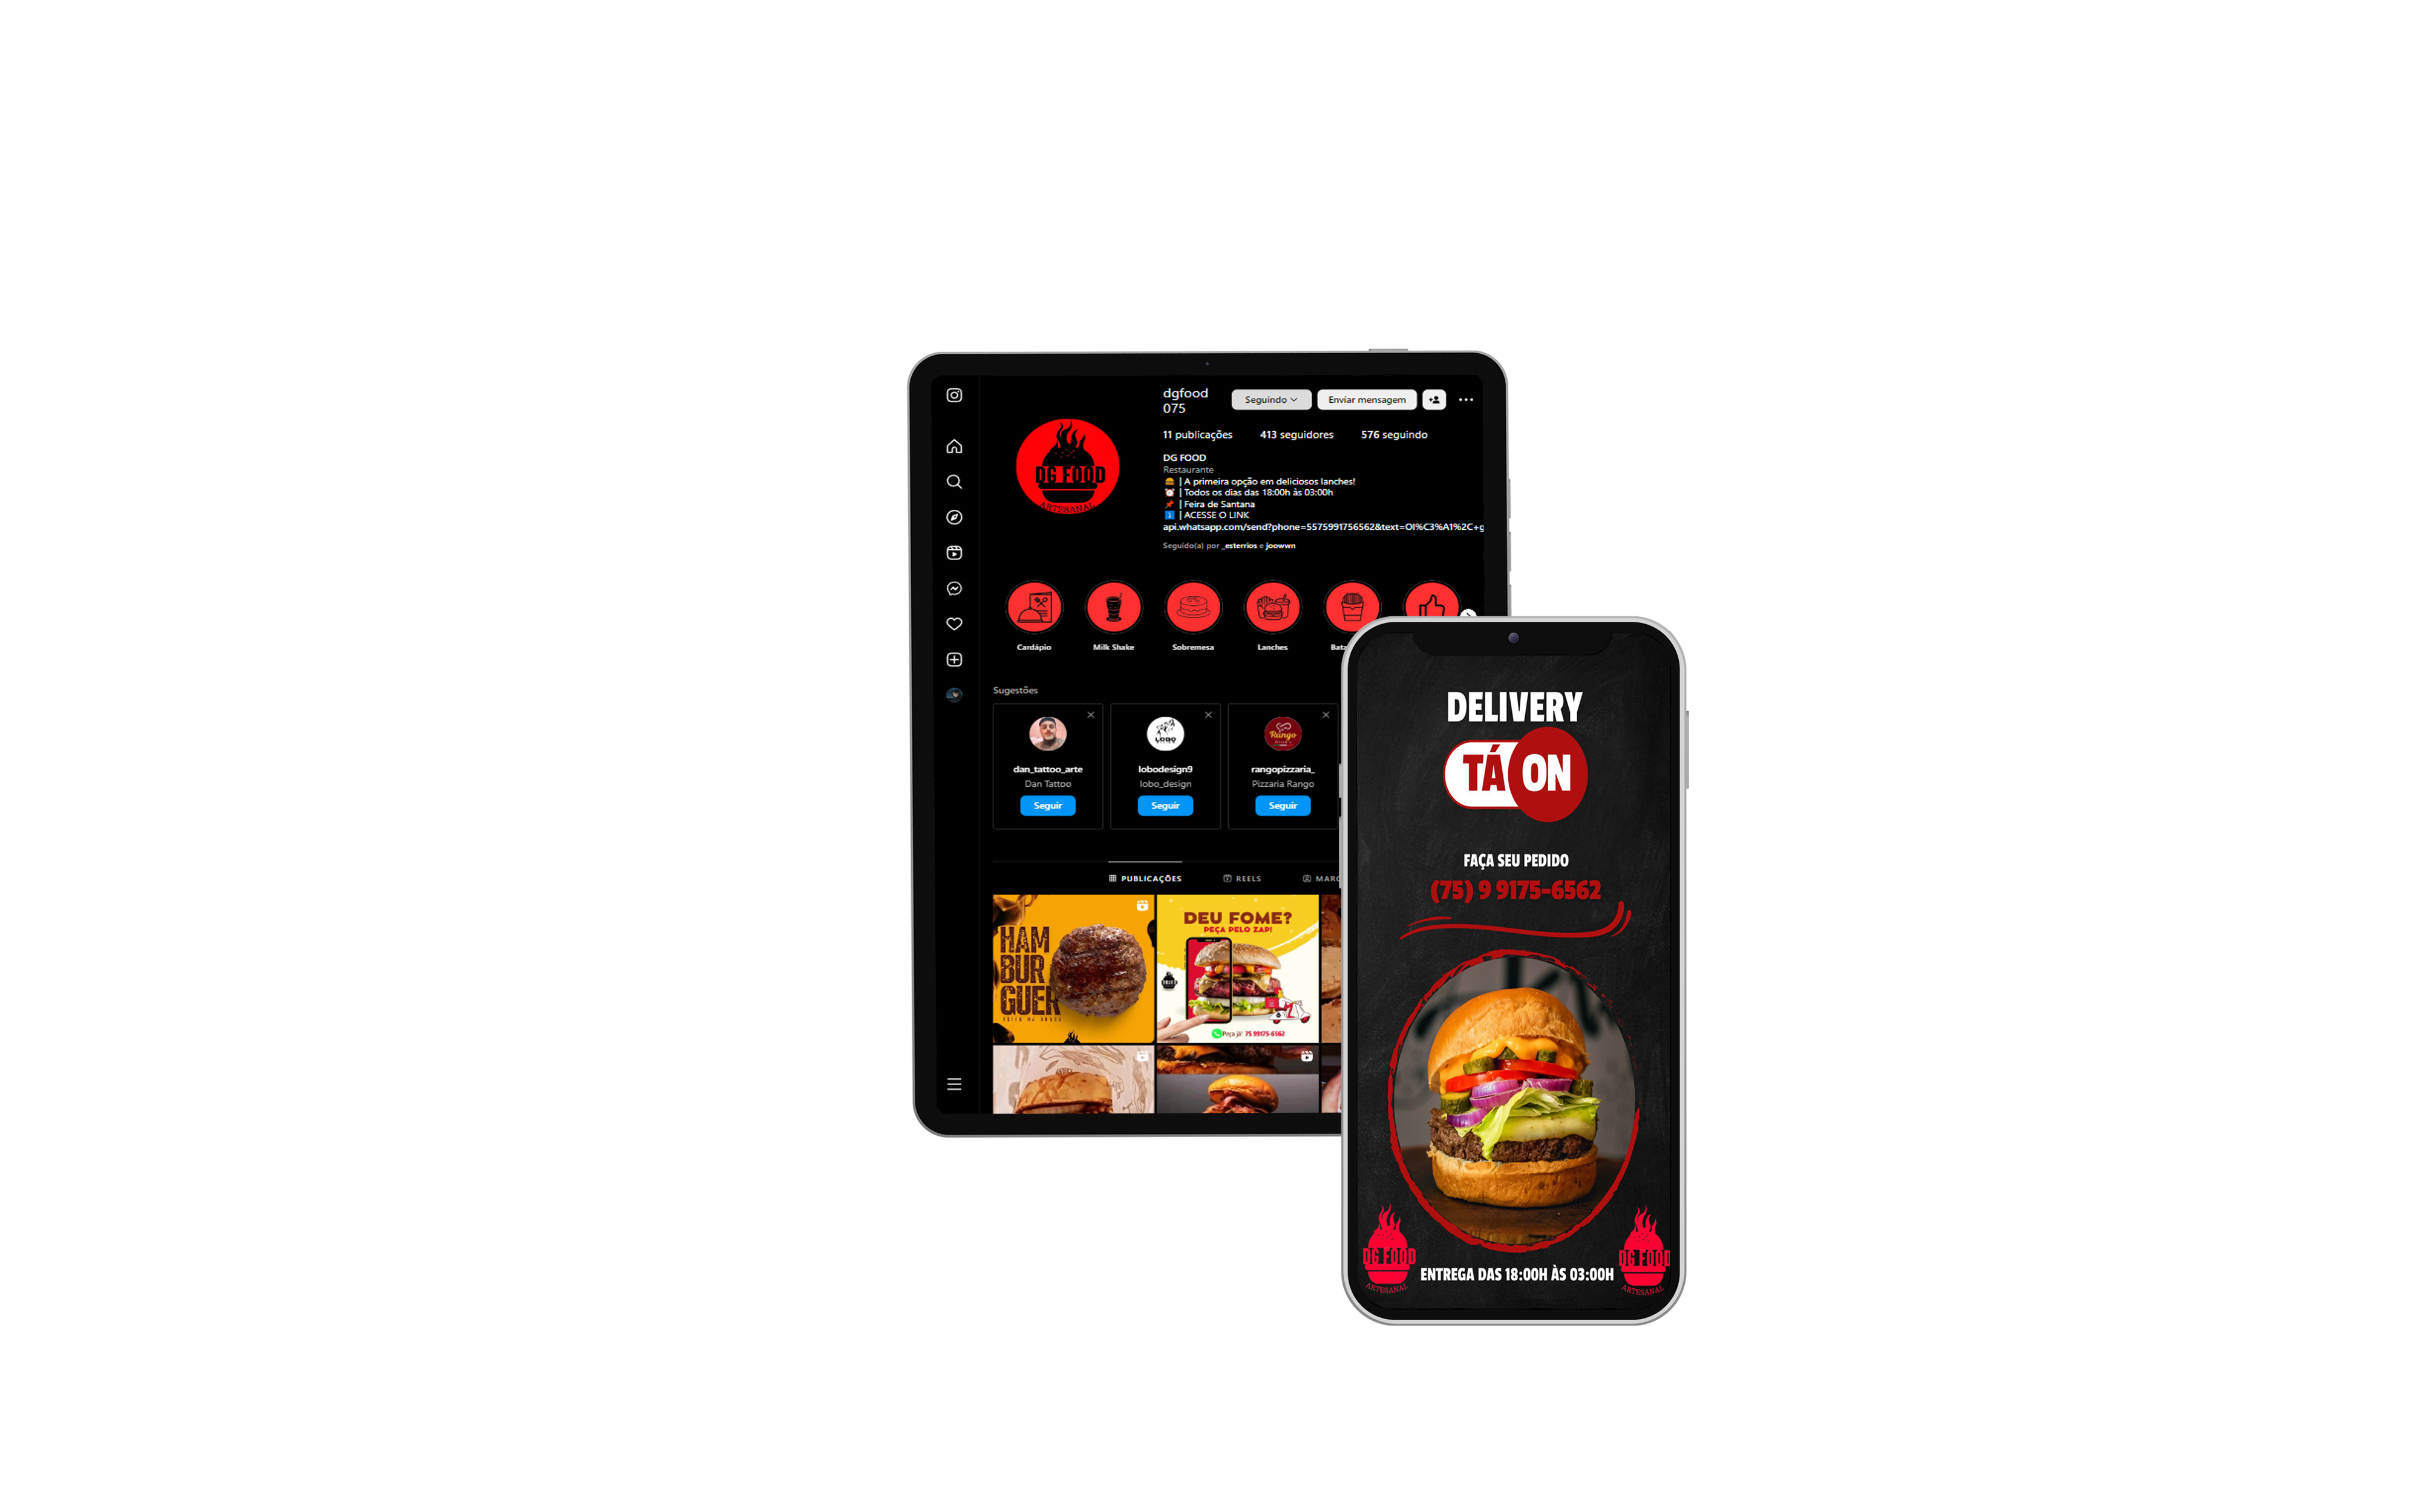 dgfood
075
Seguindo
Enviar mensagem
11 publicações 413 seguidores 576 seguindo
DG FOOD
Restaurante
| A primeira opção em deliciosos lanches!
| Todos os dias das 18:00h às 03:00h
| Feira de Santana
| ACESSE O LINK
api.whatsapp.com/send?phone=5575991756562&text=Ol%C3%A1%2C+g
Seguido(a) por _esterrios e joowwn
DG FOOD
ARTESANAL
Cardápio
Milk Shake
Sobremesa
Lanches
Bata
Sugestões
dan_tattoo_arte
Dan Tattoo
Seguir
LOBO
lobodesign9
lobo_design
Seguir
Rango
rangopizzaria_
Pizzaria Rango
Seguir
PUBLICAÇÕES
REELS
MARC
HAM
BUR
GUER
DEU FOME?
PEÇA PELO ZAP!
Peça já! 75 99175-6562
DELIVERY
TÁ ON
FAÇA SEU PEDIDO
(75) 9 9175-6562
DG FOOD
ARTESANAL
ENTREGA DAS 18:00H ÀS 03:00H
DG FOOD
ARTESANAL